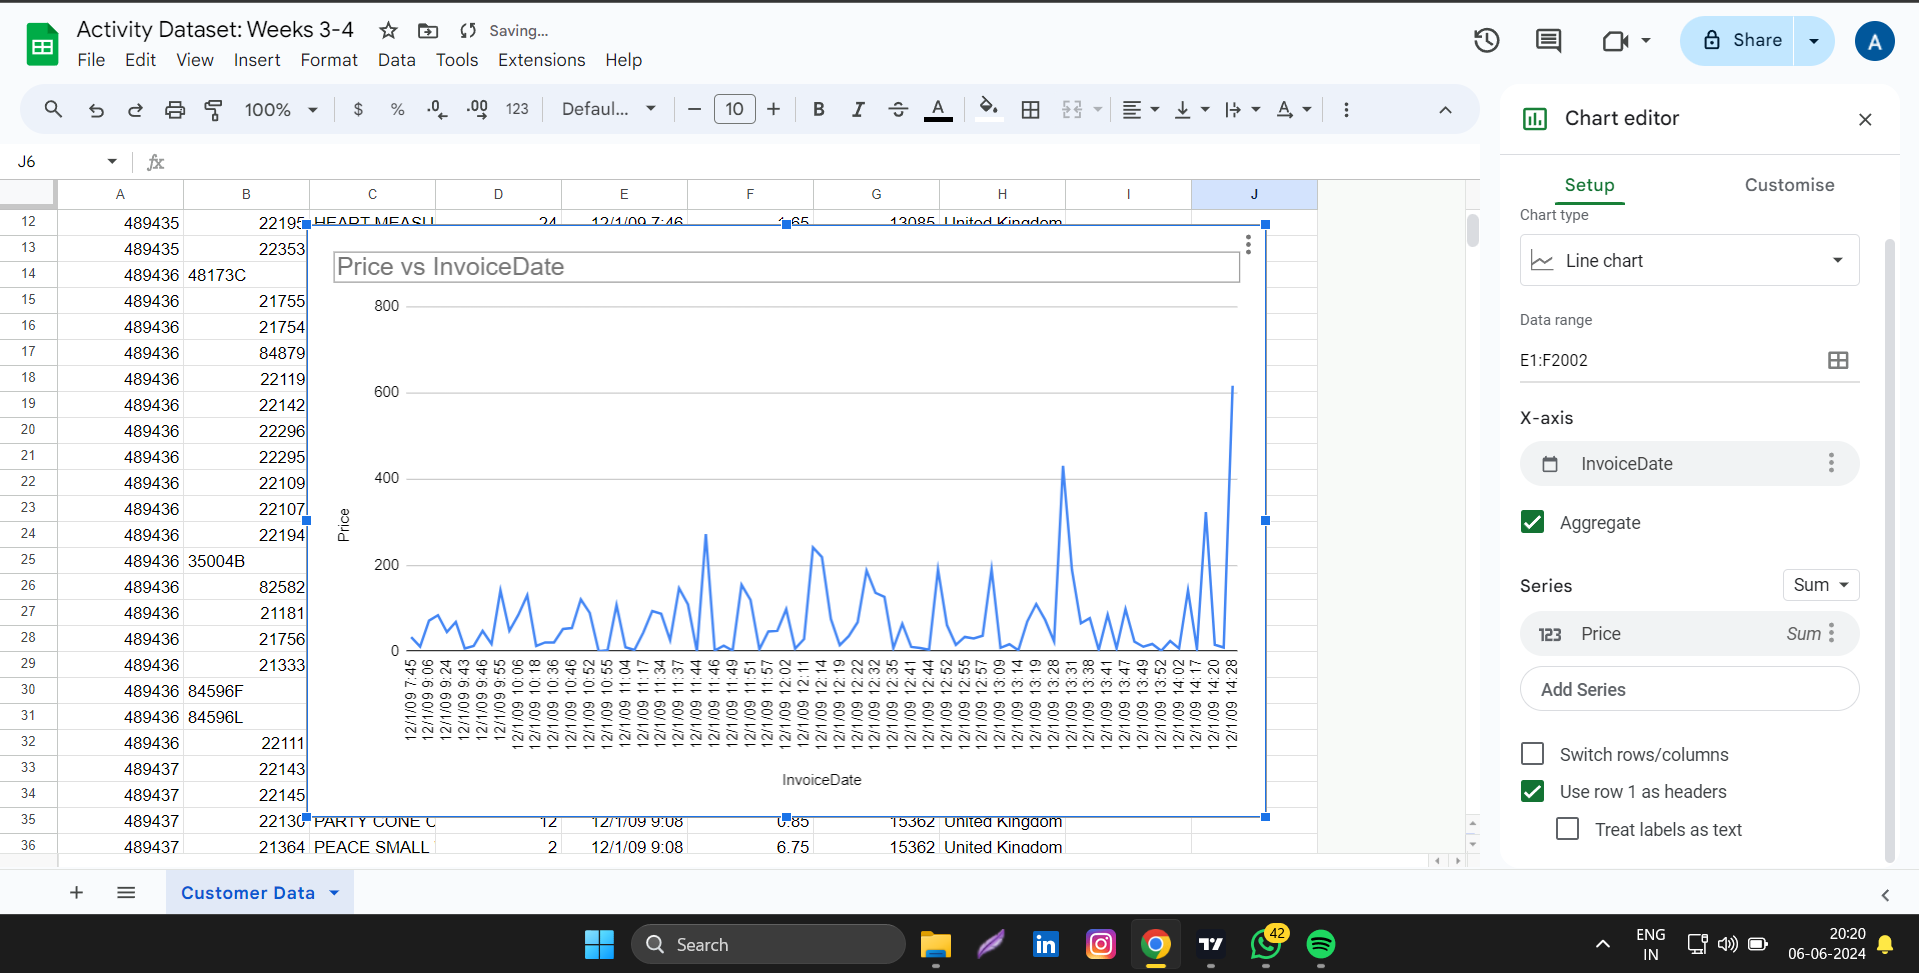 Activity Dataset: Weeks 3-4 Saving...
File Edit View Insert Format Data Tools Extensions Help
Share
A
100% $ % .0 .00 123 Defaul... 10 B I A
J6 fx
A B C D E F G H I J
12 489435 22195 HEART MEASU 24 12/1/09 7:46 1.65 13085 United Kingdom
13 489435 22353
14 489436 48173C
15 489436 21755
16 489436 21754
17 489436 84879
18 489436 22119
19 489436 22142
20 489436 22296
21 489436 22295
22 489436 22109
23 489436 22107
24 489436 22194
25 489436 35004B
26 489436 82582
27 489436 21181
28 489436 21756
29 489436 21333
30 489436 84596F
31 489436 84596L
32 489436 22111
33 489437 22143
34 489437 22145
35 489437 22130 PARTY CONE C 12 12/1/09 9:08 0.85 15362 United Kingdom
36 489437 21364 PEACE SMALL 2 12/1/09 9:08 6.75 15362 United Kingdom
Price vs InvoiceDate
800
600
400
200
0
Price
12/1/09 7:45
12/1/09 9:06
12/1/09 9:24
12/1/09 9:43
12/1/09 9:46
12/1/09 9:55
12/1/09 10:06
12/1/09 10:18
12/1/09 10:36
12/1/09 10:46
12/1/09 10:52
12/1/09 10:55
12/1/09 11:04
12/1/09 11:17
12/1/09 11:34
12/1/09 11:37
12/1/09 11:44
12/1/09 11:46
12/1/09 11:49
12/1/09 11:51
12/1/09 11:57
12/1/09 12:02
12/1/09 12:11
12/1/09 12:14
12/1/09 12:19
12/1/09 12:22
12/1/09 12:32
12/1/09 12:35
12/1/09 12:41
12/1/09 12:44
12/1/09 12:52
12/1/09 12:55
12/1/09 12:57
12/1/09 13:09
12/1/09 13:14
12/1/09 13:19
12/1/09 13:28
12/1/09 13:31
12/1/09 13:38
12/1/09 13:41
12/1/09 13:47
12/1/09 13:49
12/1/09 13:52
12/1/09 14:02
12/1/09 14:17
12/1/09 14:20
12/1/09 14:28
InvoiceDate
Chart editor
Setup Customise
Chart type
Line chart
Data range
E1:F2002
X-axis
InvoiceDate
Aggregate
Series Sum
123 Price Sum
Add Series
Switch rows/columns
Use row 1 as headers
Treat labels as text
Customer Data
Search
in
42
ENG
IN
20:20
06-06-2024